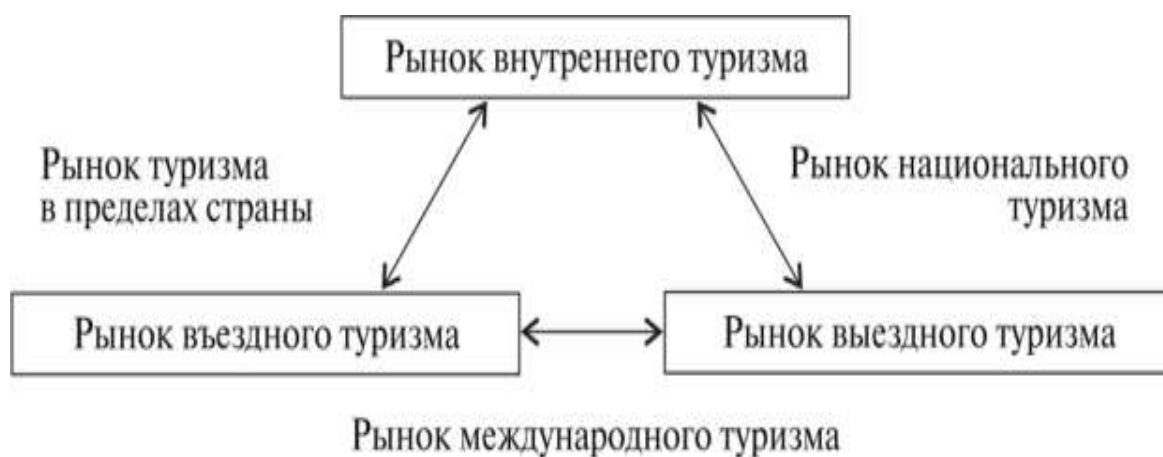 Рынок внутреннего туризма
Рынок туризма
в пределах страны
Рынок национального
туризма
Рынок въездного туризма
Рынок выездного туризма
Рынок международного туризма